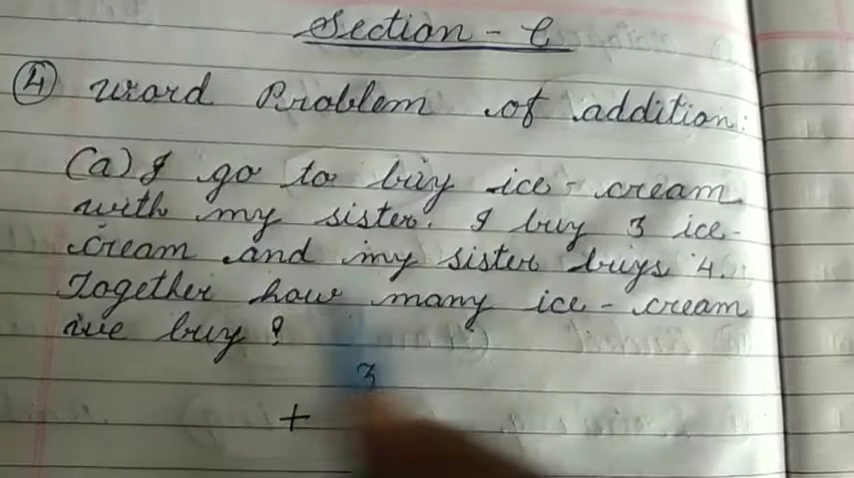 Section - C
④ Word Problem of addition:
(a) I go to buy ice-cream
with my sister. I buy 3 ice-
cream and my sister buys 4.
Together how many ice-cream
we buy?
3
+